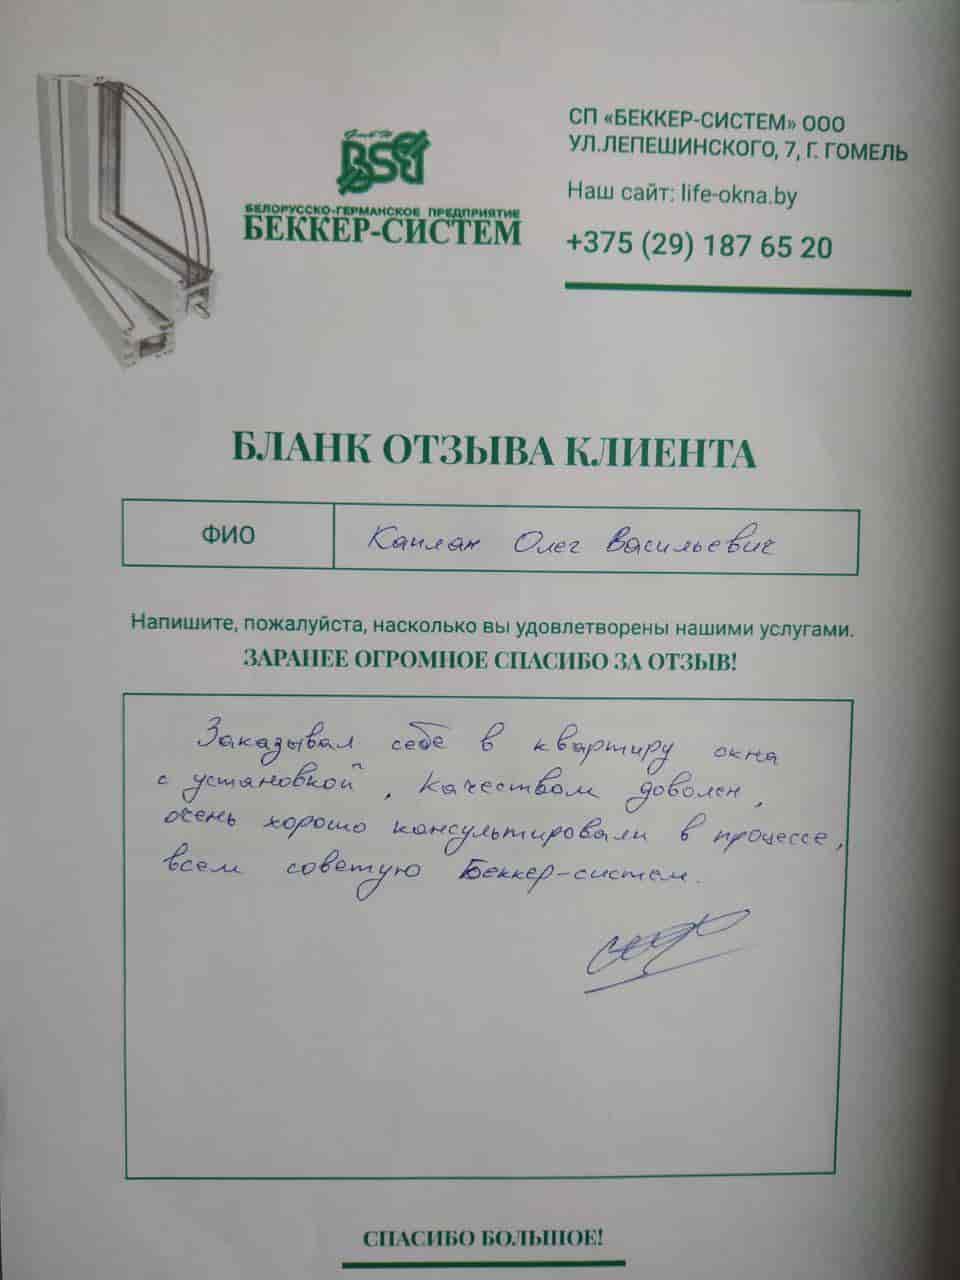 GmbH
BSG
БЕЛОРУССКО-ГЕРМАНСКОЕ ПРЕДПРИЯТИЕ
БЕККЕР-СИСТЕМ
СП «БЕККЕР-СИСТЕМ» ООО
УЛ.ЛЕПЕШИНСКОГО, 7, Г. ГОМЕЛЬ
Наш сайт: life-okna.by
+375 (29) 187 65 20
БЛАНК ОТЗЫВА КЛИЕНТА
ФИО
Каплан Олег Васильевич
Напишите, пожалуйста, насколько вы удовлетворены нашими услугами.
ЗАРАНЕЕ ОГРОМНОЕ СПАСИБО ЗА ОТЗЫВ!
Заказывал себе в квартиру окна
с установкой, качеством доволен,
очень хорошо консультировали в процессе,
всем советую Беккер-систем.
СПАСИБО БОЛЬШОЕ!